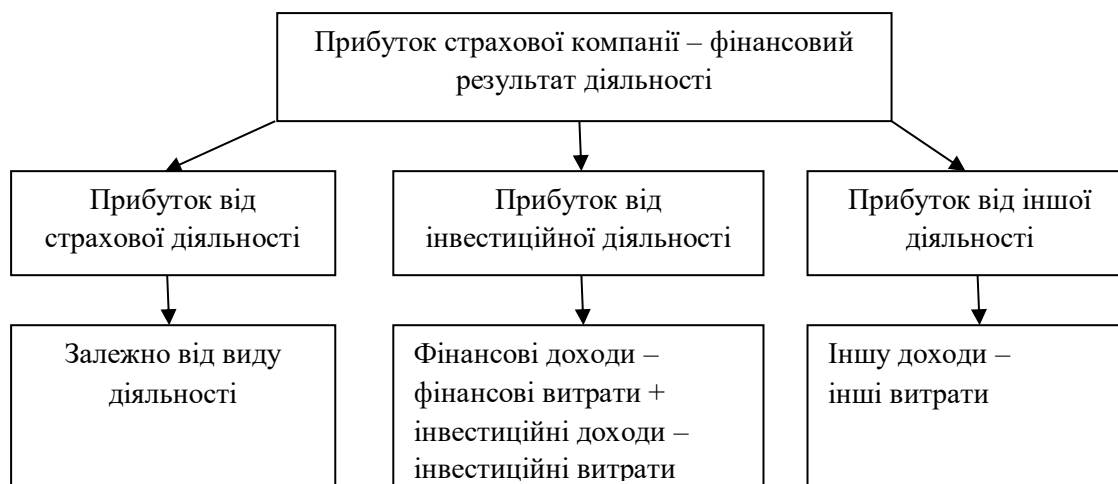 Прибуток страхової компанії – фінансовий
результат діяльності
Прибуток від
страхової діяльності
Прибуток від
інвестиційної діяльності
Прибуток від іншої
діяльності
Залежно від виду
діяльності
Фінансові доходи –
фінансові витрати +
інвестиційні доходи –
інвестиційні витрати
Іншу доходи –
інші витрати